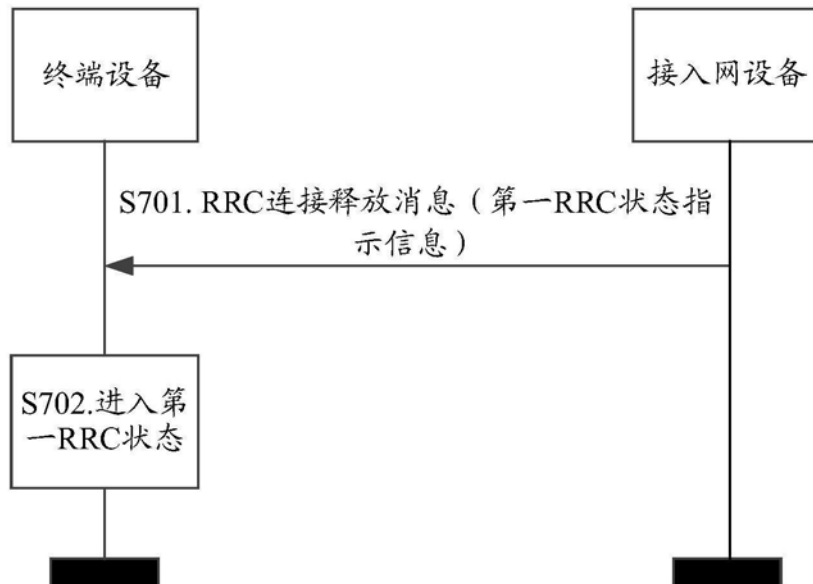 终端设备
接入网设备
S701. RRC连接释放消息（第一RRC状态指
示信息）
S702.进入第
一RRC状态